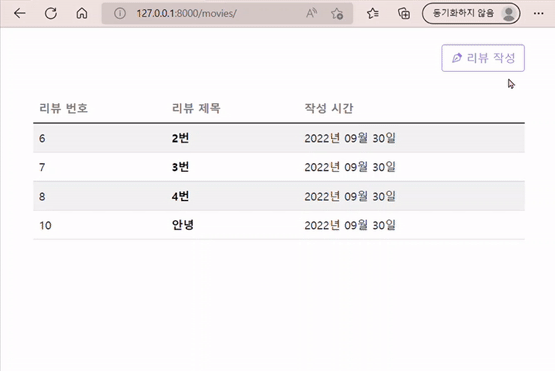 127.0.0.1:8000/movies/
동기화하지 않음
리뷰 작성
리뷰 번호 리뷰 제목 작성 시간
6 2번 2022년 09월 30일
7 3번 2022년 09월 30일
8 4번 2022년 09월 30일
10 안녕 2022년 09월 30일